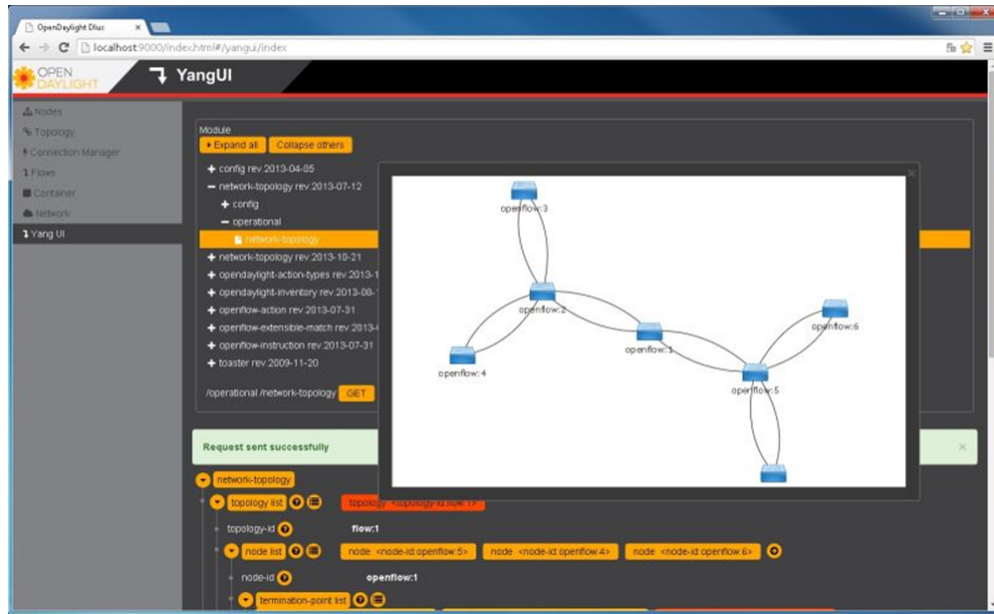 OpenDaylight Dlux
localhost:9000/index.html#/yangui/index
OPEN
DAYLIGHT
YangUI
Nodes
Topology
Connection Manager
Flows
Container
Network
Yang UI
Module
Expand all Collapse others
config rev.2013-04-05
network-topology rev.2013-07-12
config
operational
network-topology
network-topology rev.2013-10-21
opendaylight-action-types rev.2013-1
opendaylight-inventory rev.2013-08-
openflow-action rev.2013-07-31
openflow-extensible-match rev.2013-
openflow-instruction rev.2013-07-31
toaster rev.2009-11-20
/operational /network-topology GET
openflow:3
openflow:2
openflow:4
openflow:1
openflow:6
openflow:5
Request sent successfully
network-topology
topology list topology <topology-id flow:1>
topology-id flow:1
node list node <node-id openflow:5> node <node-id openflow:4> node <node-id openflow:6>
node-id openflow:1
termination-point list